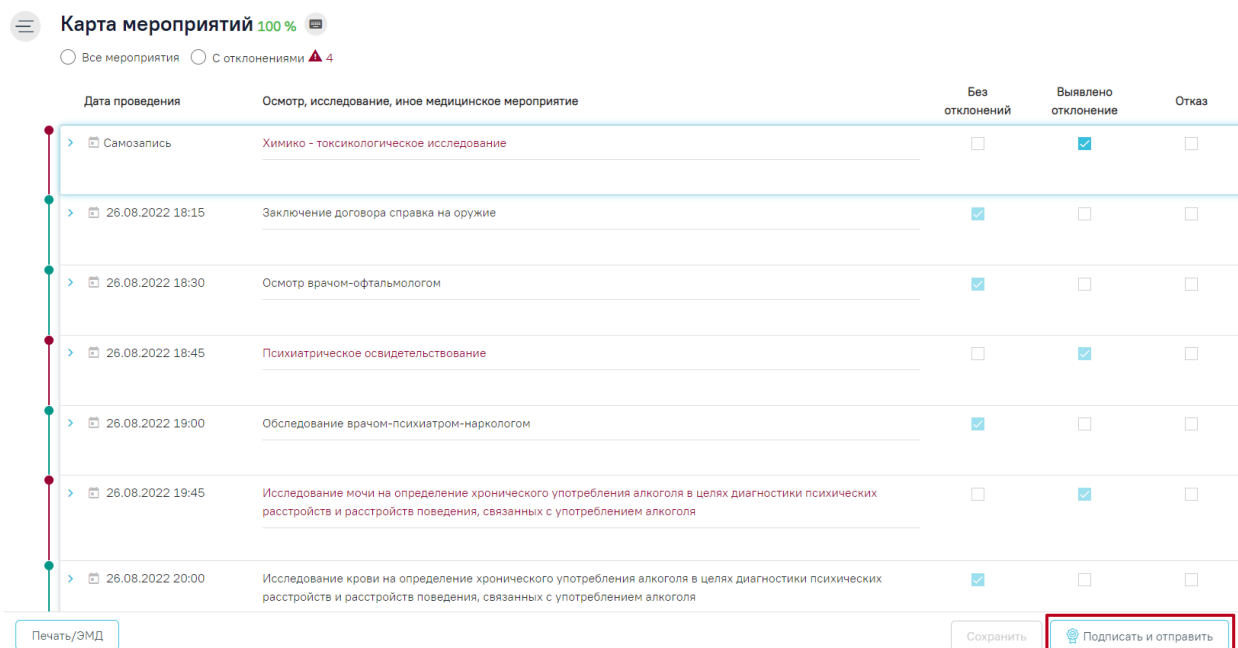 Карта мероприятий 100 %
Все мероприятия С отклонениями 4
Дата проведения Осмотр, исследование, иное медицинское мероприятие Без отклонений Выявлено отклонение Отказ
Самозапись Химико - токсикологическое исследование
26.08.2022 18:15 Заключение договора справка на оружие
26.08.2022 18:30 Осмотр врачом-офтальмологом
26.08.2022 18:45 Психиатрическое освидетельствование
26.08.2022 19:00 Обследование врачом-психиатром-наркологом
26.08.2022 19:45 Исследование мочи на определение хронического употребления алкоголя в целях диагностики психических
расстройств и расстройств поведения, связанных с употреблением алкоголя
26.08.2022 20:00 Исследование крови на определение хронического употребления алкоголя в целях диагностики психических
расстройств и расстройств поведения, связанных с употреблением алкоголя
Печать/ЭМД Сохранить Подписать и отправить